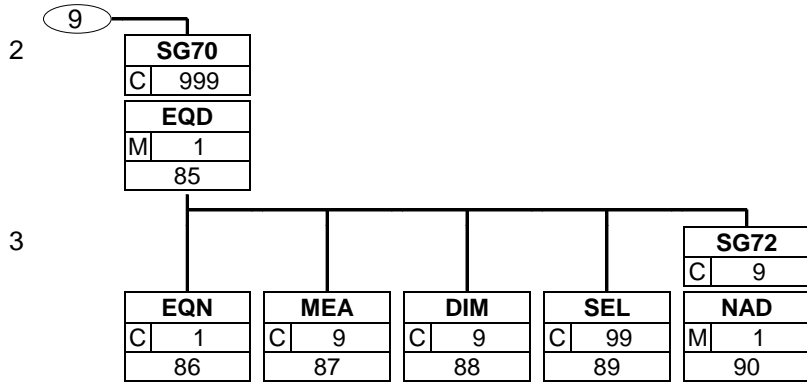 9
2
SG70
C 999
EQD
M 1
85
3
SG72
C 9
EQN MEA DIM SEL NAD
C 1 C 9 C 9 C 99 M 1
86 87 88 89 90